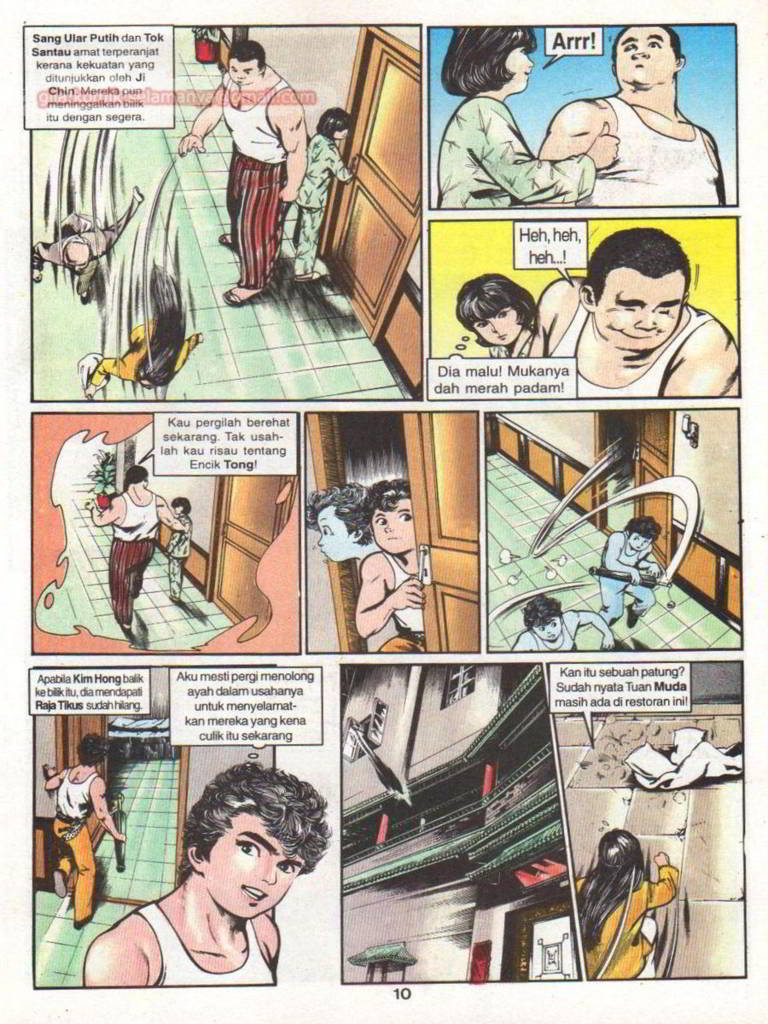 Sang Ular Putih dan Tok
Santau amat terperanjat
kerana kekuatan yang
ditunjukkan oleh Ji
Chin. Mereka pun
meninggalkan bilik
itu dengan segera.
Arrr!
Heh, heh,
heh...!
Dia malu! Mukanya
dah merah padam!
Kau pergilah berehat
sekarang. Tak usah-
lah kau risau tentang
Encik Tong!
Apabila Kim Hong balik
ke bilik itu, dia mendapati
Raja Tikus sudah hilang.
Aku mesti pergi menolong
ayah dalam usahanya
untuk menyelamat-
kan mereka yang kena
culik itu sekarang
Kan itu sebuah patung?
Sudah nyata Tuan Muda
masih ada di restoran ini!
10